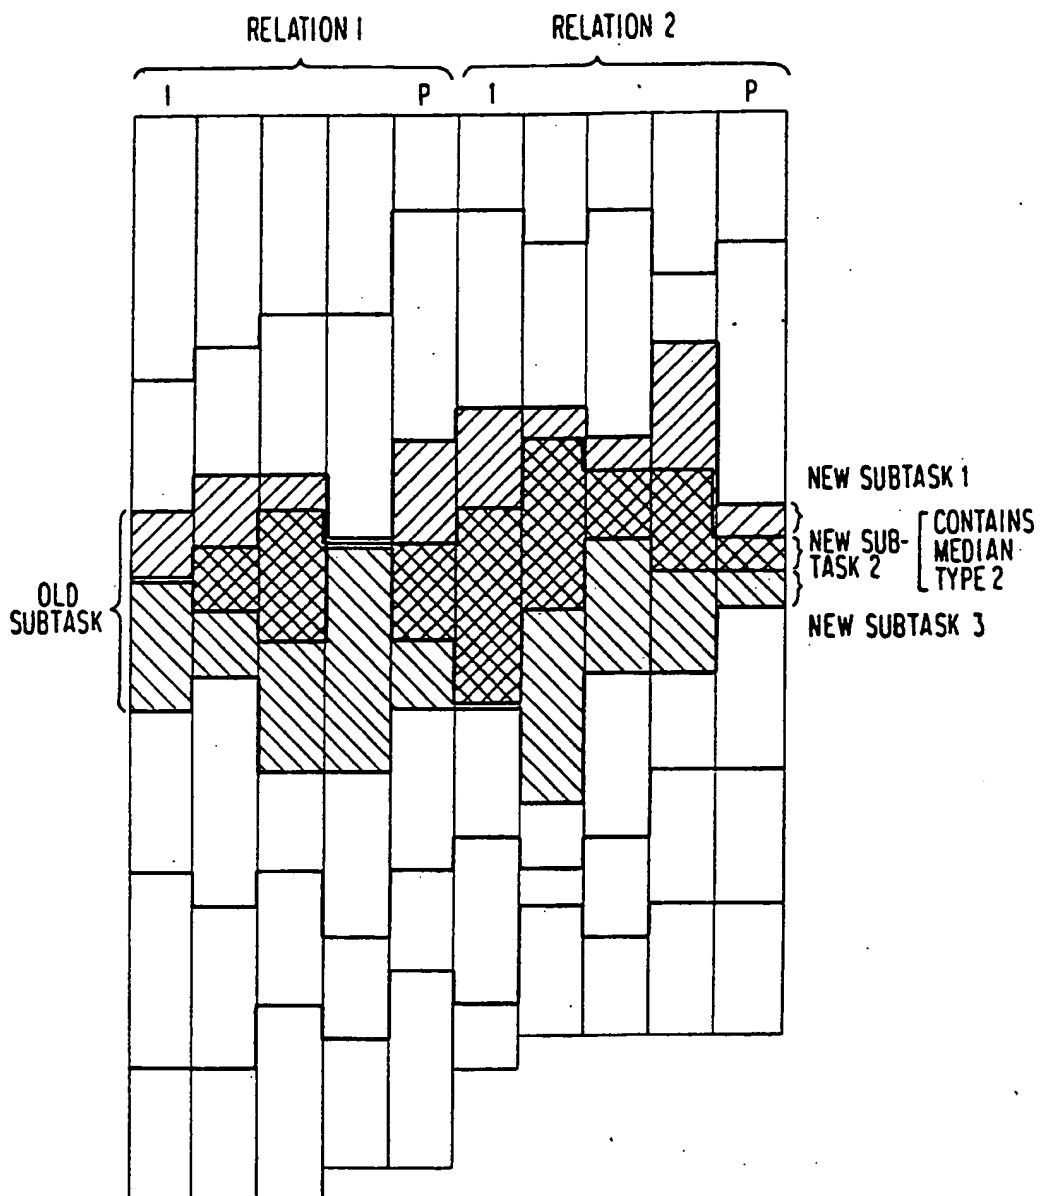 RELATION 1 RELATION 2
1 P 1 P
NEW SUBTASK 1
NEW SUB-
TASK 2
CONTAINS
MEDIAN
TYPE 2
OLD
SUBTASK
NEW SUBTASK 3